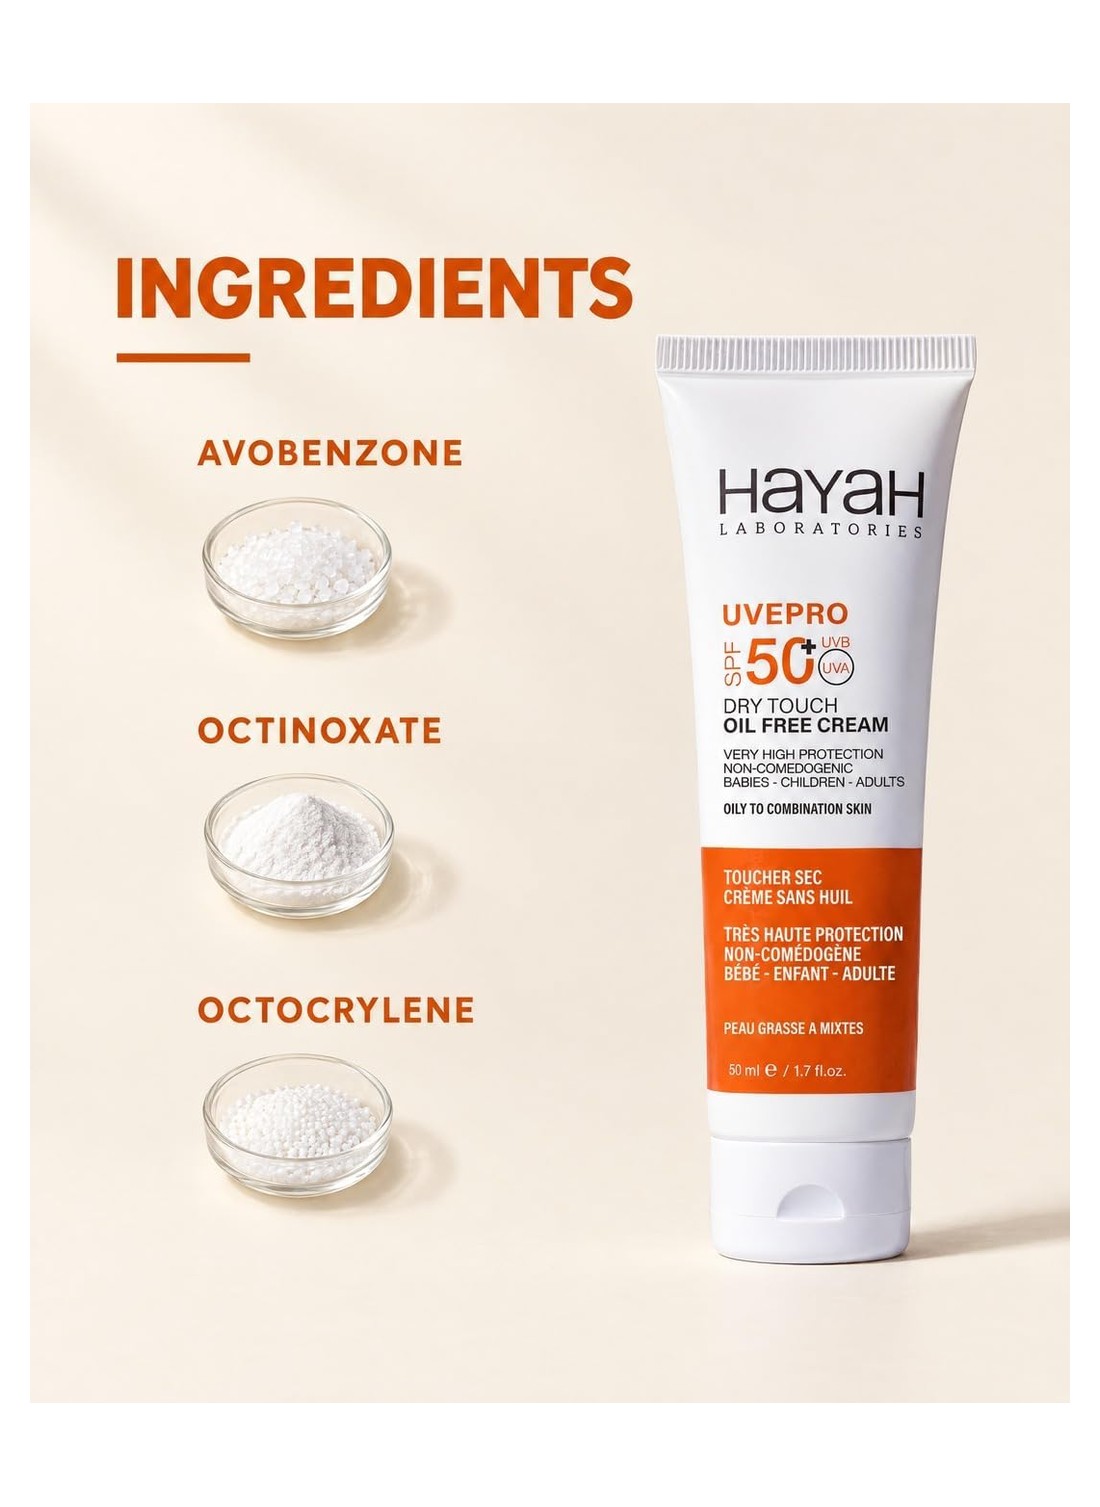 INGREDIENTS
AVOBENZONE
OCTINOXATE
OCTOCRYLENE
HaYaH
LABORATORIES
UVEPRO
SPF 50+ UVB
UVA
DRY TOUCH
OIL FREE CREAM
VERY HIGH PROTECTION
NON-COMEDOGENIC
BABIES - CHILDREN - ADULTS
OILY TO COMBINATION SKIN
TOUCHER SEC
CRÈME SANS HUIL
TRÈS HAUTE PROTECTION
NON-COMÉDOGÈNE
BÉBÉ - ENFANT - ADULTE
PEAU GRASSE A MIXTES
50 ml ℮ / 1.7 fl.oz.